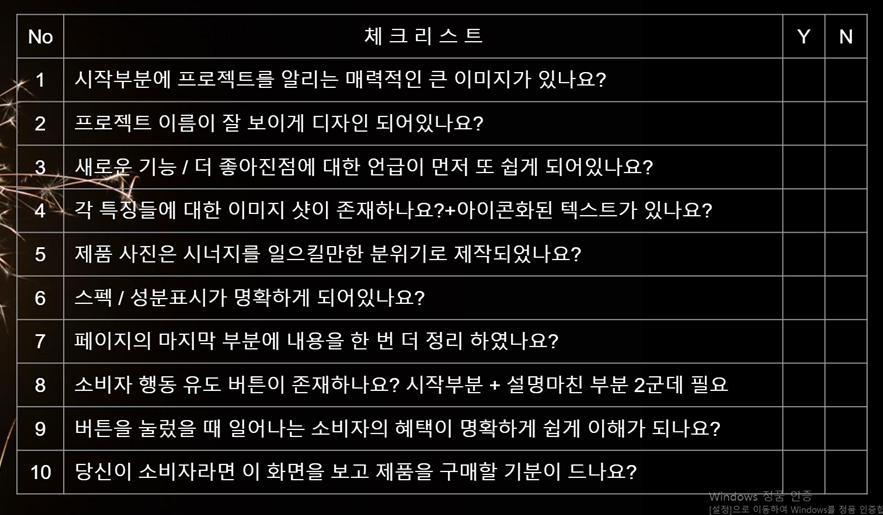 No 체 크 리 스 트 Y N
1 시작부분에 프로젝트를 알리는 매력적인 큰 이미지가 있나요?
2 프로젝트 이름이 잘 보이게 디자인 되어있나요?
3 새로운 기능 / 더 좋아진점에 대한 언급이 먼저 또 쉽게 되어있나요?
4 각 특징들에 대한 이미지 샷이 존재하나요?+아이콘화된 텍스트가 있나요?
5 제품 사진은 시너지를 일으킬만한 분위기로 제작되었나요?
6 스펙 / 성분표시가 명확하게 되어있나요?
7 페이지의 마지막 부분에 내용을 한 번 더 정리 하였나요?
8 소비자 행동 유도 버튼이 존재하나요? 시작부분 + 설명마친 부분 2군데 필요
9 버튼을 눌렀을 때 일어나는 소비자의 혜택이 명확하게 쉽게 이해가 되나요?
10 당신이 소비자라면 이 화면을 보고 제품을 구매할 기분이 드나요?
Windows 정품 인증
[설정]으로 이동하여 Windows를 정품 인증합